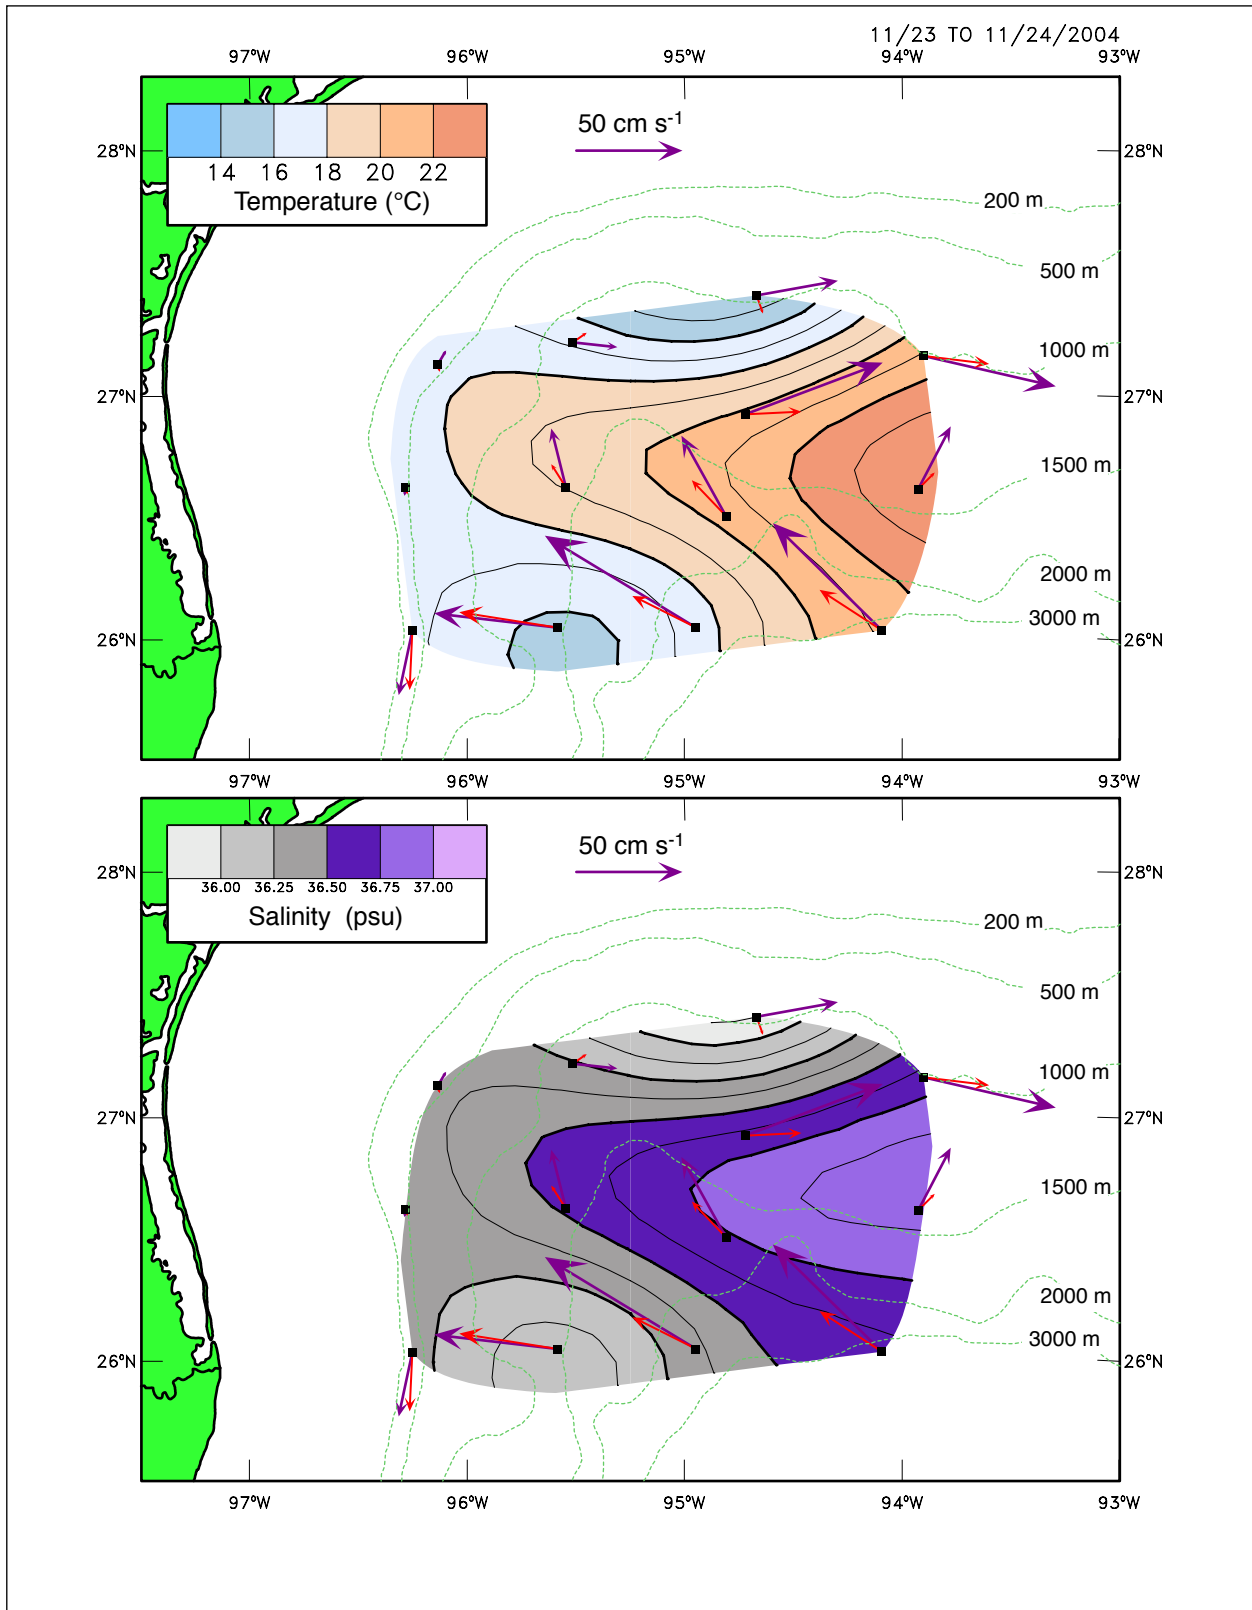 11/23 TO 11/24/2004
97°W 96°W 95°W 94°W 93°W
50 cm s-1
28°N 28°N
14 16 18 20 22
Temperature (°C)
200 m
500 m
1000 m
27°N 27°N
1500 m
2000 m
3000 m
26°N 26°N
97°W 96°W 95°W 94°W 93°W
50 cm s-1
28°N 28°N
36.00 36.25 36.50 36.75 37.00
Salinity (psu)
200 m
500 m
1000 m
27°N 27°N
1500 m
2000 m
3000 m
26°N 26°N
97°W 96°W 95°W 94°W 93°W